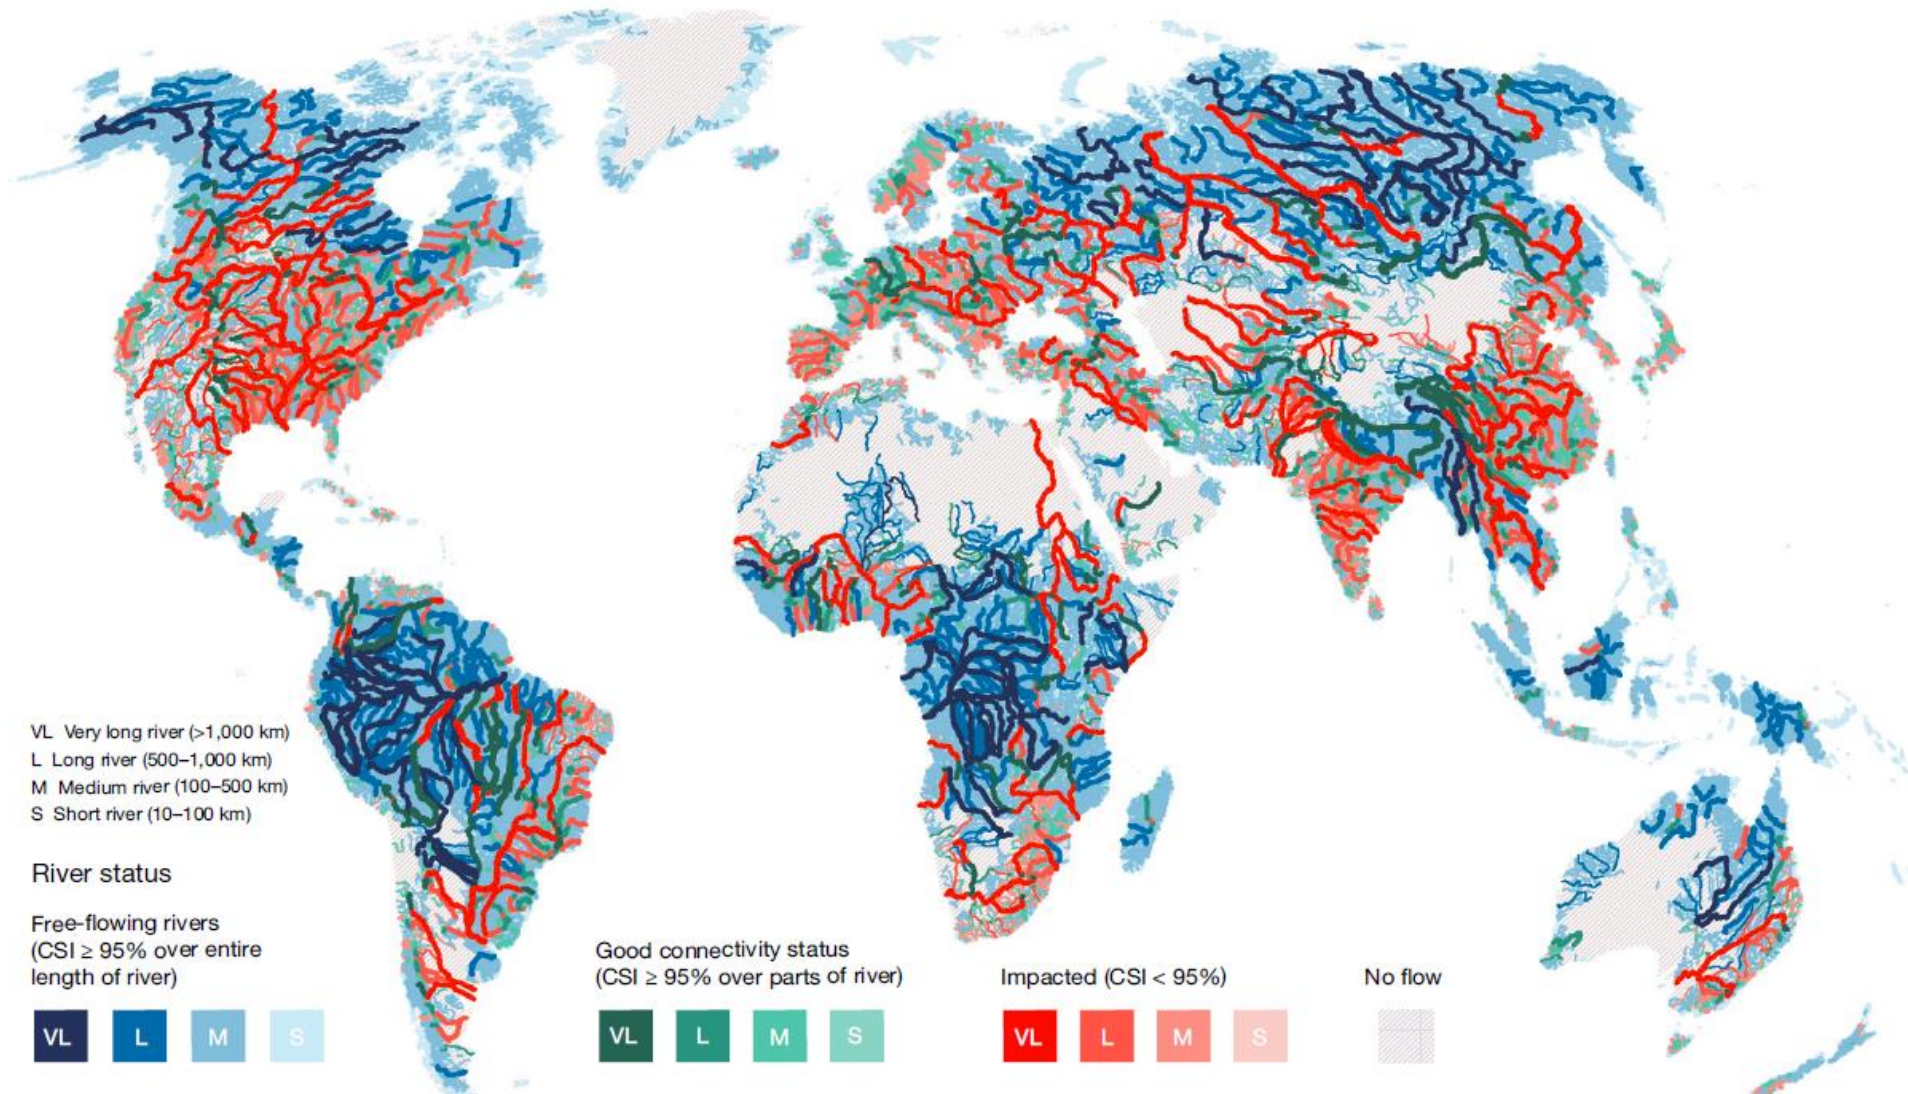 VL Very long river (>1,000 km)
L Long river (500–1,000 km)
M Medium river (100–500 km)
S Short river (10–100 km)
River status
Free-flowing rivers
(CSI ≥ 95% over entire
length of river)
VL L M S
Good connectivity status
(CSI ≥ 95% over parts of river)
VL L M S
Impacted (CSI < 95%)
VL L M S
No flow